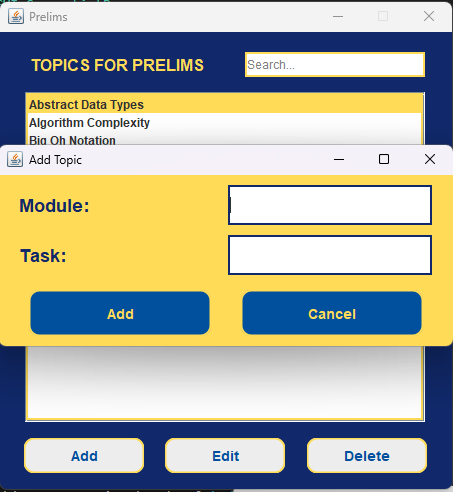 Prelims
TOPICS FOR PRELIMS
Search...
Abstract Data Types
Algorithm Complexity
Big Oh Notation
Add Topic
Module:
Task:
Add Cancel
Add Edit Delete